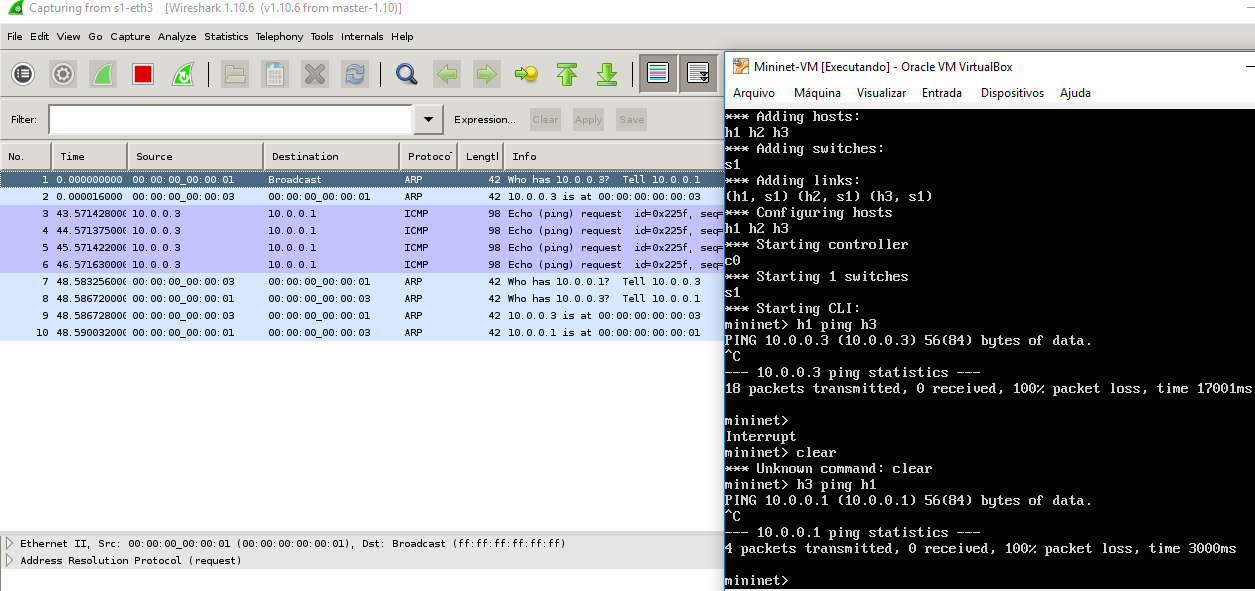 Capturing from s1-eth3 [Wireshark 1.10.6 (v1.10.6 from master-1.10)]
File Edit View Go Capture Analyze Statistics Telephony Tools Internals Help
Filter: Expression... Clear Apply Save
No. Time Source Destination Protoco Lengtl Info
1 0.000000000 00:00:00_00:00:01 Broadcast ARP 42 Who has 10.0.0.3? Tell 10.0.0.1
2 0.000016000 00:00:00_00:00:03 00:00:00_00:00:01 ARP 42 10.0.0.3 is at 00:00:00:00:00:03
3 43.571428000 10.0.0.3 10.0.0.1 ICMP 98 Echo (ping) request id=0x225f, seq=
4 44.571375000 10.0.0.3 10.0.0.1 ICMP 98 Echo (ping) request id=0x225f, seq=
5 45.571422000 10.0.0.3 10.0.0.1 ICMP 98 Echo (ping) request id=0x225f, seq=
6 46.571630000 10.0.0.3 10.0.0.1 ICMP 98 Echo (ping) request id=0x225f, seq=
7 48.583256000 00:00:00_00:00:03 00:00:00_00:00:01 ARP 42 Who has 10.0.0.1? Tell 10.0.0.3
8 48.586720000 00:00:00_00:00:01 00:00:00_00:00:03 ARP 42 Who has 10.0.0.3? Tell 10.0.0.1
9 48.586728000 00:00:00_00:00:03 00:00:00_00:00:01 ARP 42 10.0.0.3 is at 00:00:00:00:00:03
10 48.590032000 00:00:00_00:00:01 00:00:00_00:00:03 ARP 42 10.0.0.1 is at 00:00:00:00:00:01
Ethernet II, Src: 00:00:00_00:00:01 (00:00:00:00:00:01), Dst: Broadcast (ff:ff:ff:ff:ff:ff)
Address Resolution Protocol (request)
Mininet-VM [Executando] - Oracle VM VirtualBox
Arquivo Máquina Visualizar Entrada Dispositivos Ajuda
*** Adding hosts:
h1 h2 h3
*** Adding switches:
s1
*** Adding links:
(h1, s1) (h2, s1) (h3, s1)
*** Configuring hosts
h1 h2 h3
*** Starting controller
c0
*** Starting 1 switches
s1
*** Starting CLI:
mininet> h1 ping h3
PING 10.0.0.3 (10.0.0.3) 56(84) bytes of data.
^C
--- 10.0.0.3 ping statistics ---
18 packets transmitted, 0 received, 100% packet loss, time 17001ms
mininet>
Interrupt
mininet> clear
*** Unknown command: clear
mininet> h3 ping h1
PING 10.0.0.1 (10.0.0.1) 56(84) bytes of data.
^C
--- 10.0.0.1 ping statistics ---
4 packets transmitted, 0 received, 100% packet loss, time 3000ms
mininet>